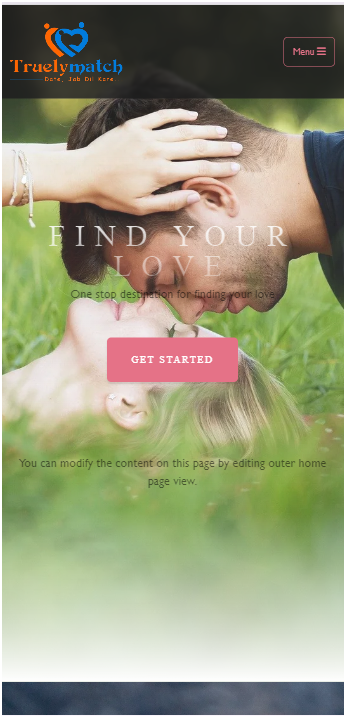 Truelymatch
Date, Jab Dil Kare.
Menu
FIND YOUR
LOVE
One stop destination for finding your love
GET STARTED
You can modify the content on this page by editing outer home
page view.